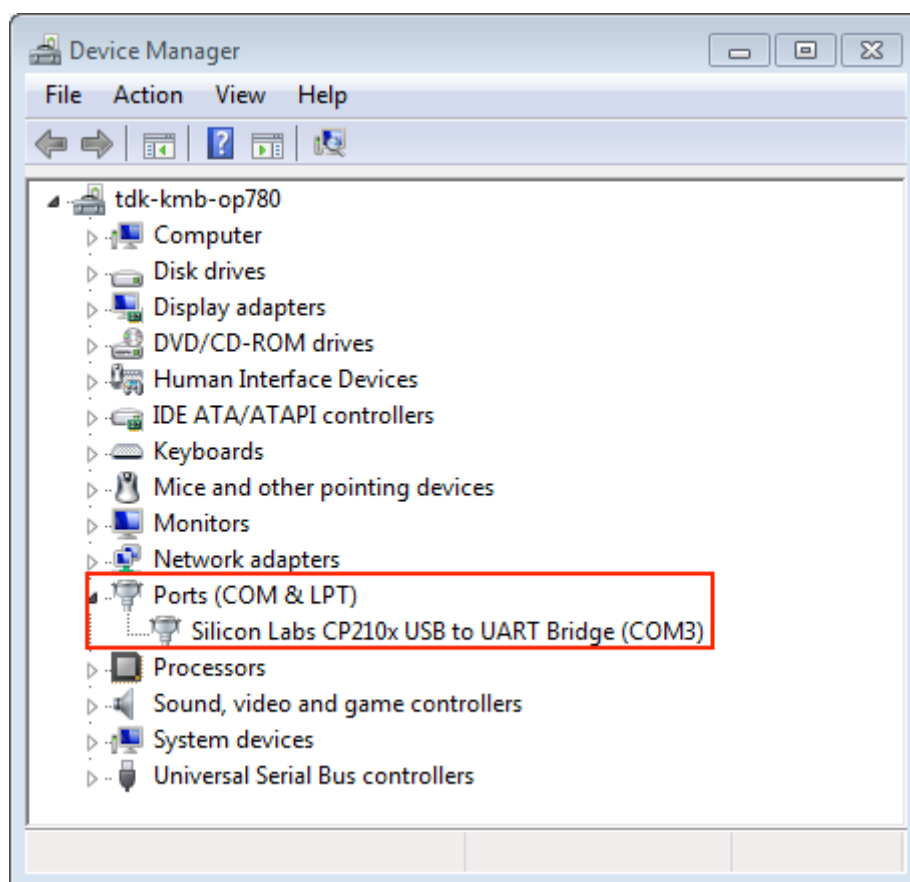 Device Manager
File Action View Help
tdk-kmb-op780
Computer
Disk drives
Display adapters
DVD/CD-ROM drives
Human Interface Devices
IDE ATA/ATAPI controllers
Keyboards
Mice and other pointing devices
Monitors
Network adapters
Ports (COM & LPT)
Silicon Labs CP210x USB to UART Bridge (COM3)
Processors
Sound, video and game controllers
System devices
Universal Serial Bus controllers